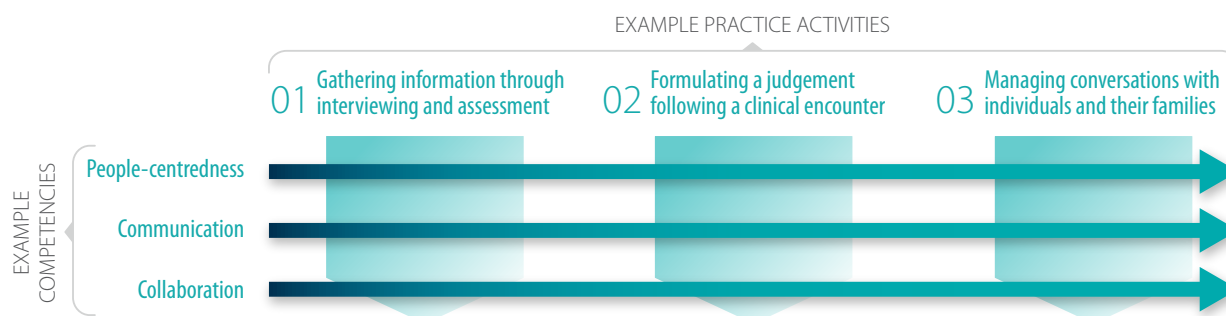 EXAMPLE PRACTICE ACTIVITIES
01 Gathering information through
interviewing and assessment
02 Formulating a judgement
following a clinical encounter
03 Managing conversations with
individuals and their families
EXAMPLE
COMPETENCIES
People-centredness
Communication
Collaboration